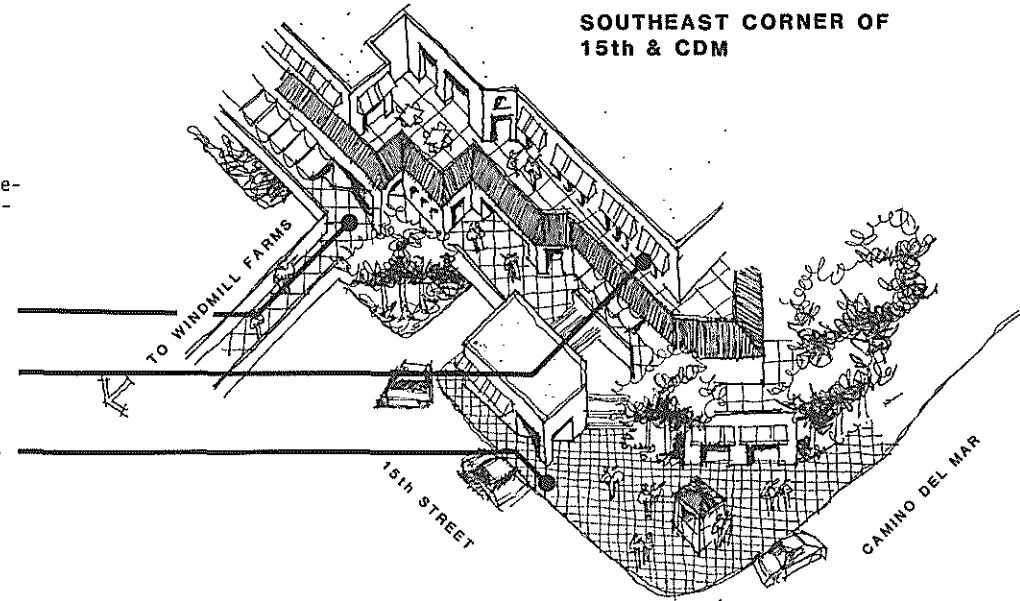 SOUTHEAST CORNER OF
15th & CDM
e-
-
TO WINDMILL FARMS
15th STREET
CAMINO DEL MAR